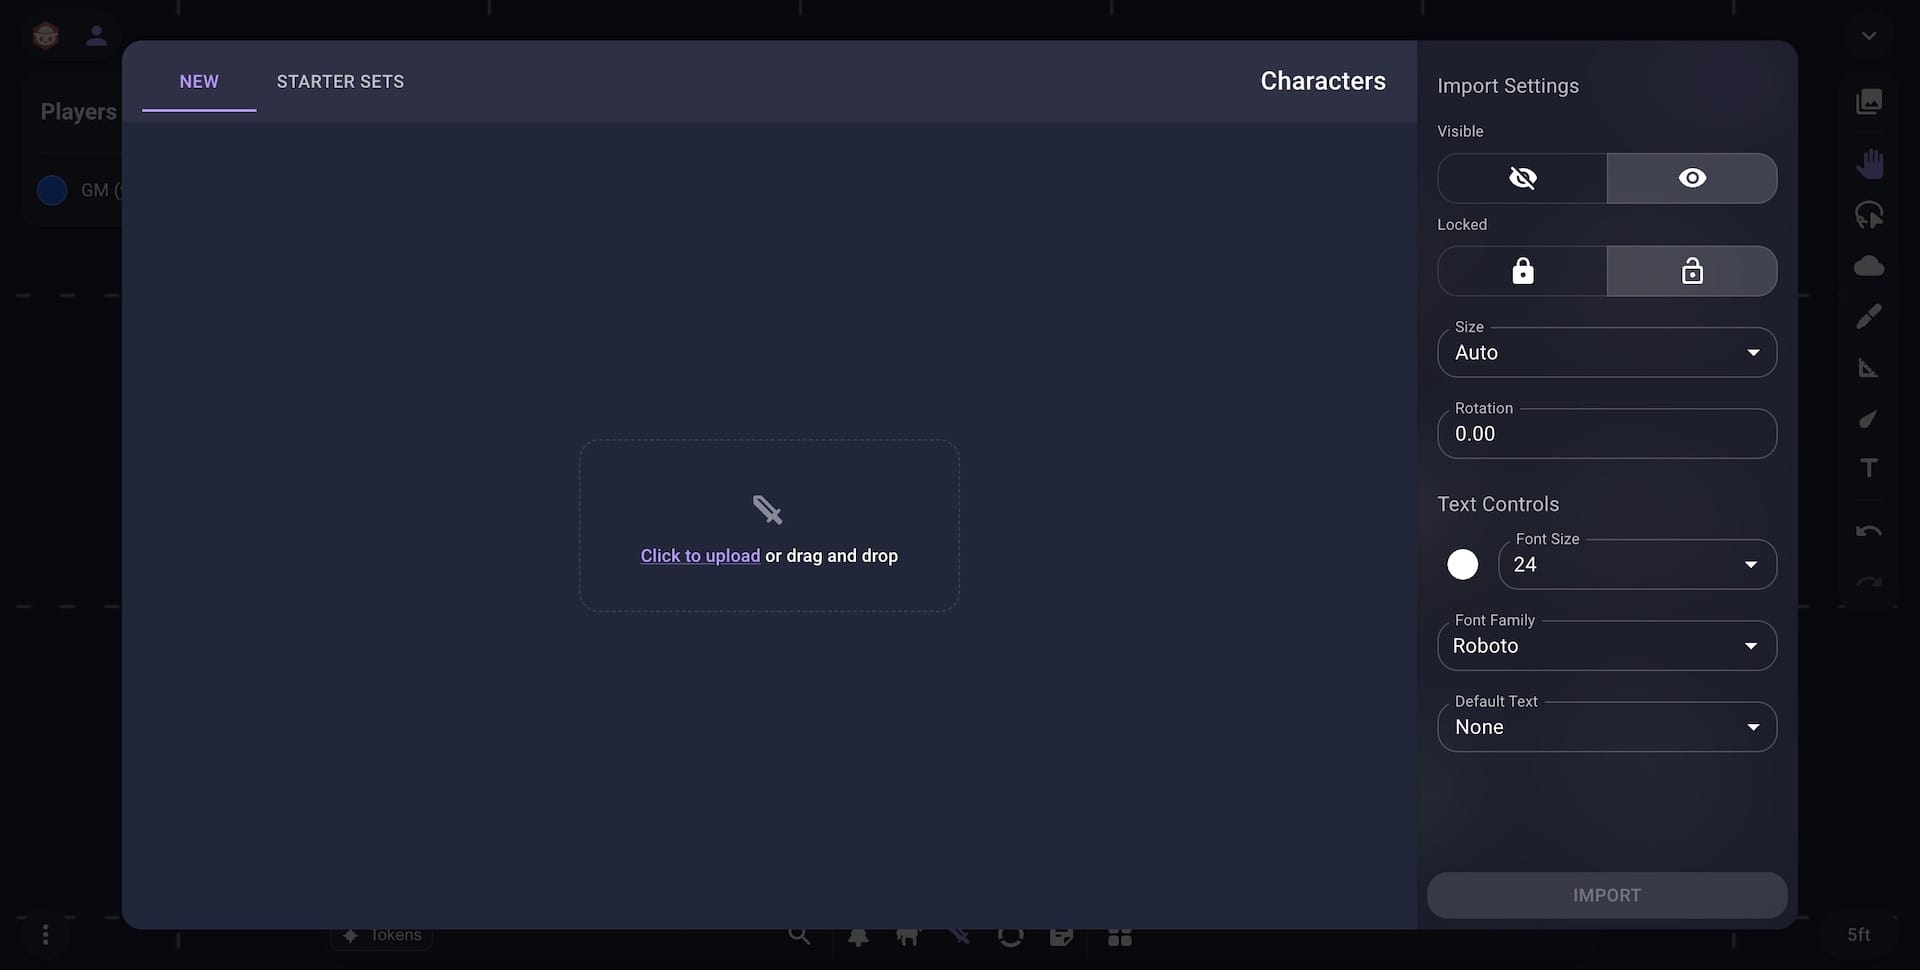 NEW
STARTER SETS
Characters
Players
GM (
Import Settings
Visible
Locked
Size
Auto
Rotation
0.00
Text Controls
Font Size
24
Font Family
Roboto
Default Text
None
Click to upload or drag and drop
IMPORT
Tokens
5ft